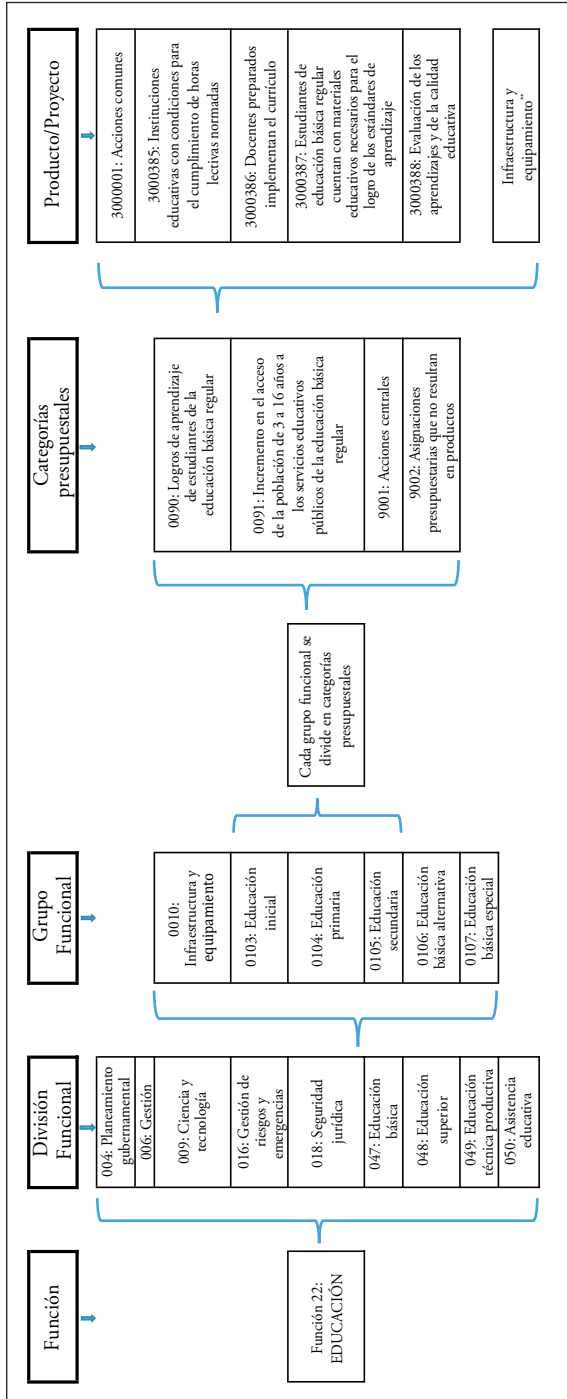 Función
Función 22:
EDUCACIÓN
División
Funcional
004: Planeamiento
gubernamental
006: Gestión
009: Ciencia y
tecnología
016: Gestión de
riesgos y
emergencias
018: Seguridad
jurídica
047: Educación
básica
048: Educación
superior
049: Educación
técnica productiva
050: Asistencia
educativa
Grupo
Funcional
0010:
Infraestructura y
equipamiento
0103: Educación
inicial
0104: Educación
primaria
0105: Educación
secundaria
0106: Educación
básica alternativa
0107: Educación
básica especial
Cada grupo funcional se
divide en categorías
presupuestales
Categorías
presupuestales
0090: Logros de aprendizaje
de estudiantes de la
educación básica regular
0091: Incremento en el acceso
de la población de 3 a 16 años a
los servicios educativos
públicos de la educación básica
regular
9001: Acciones centrales
9002: Asignaciones
presupuestarias que no resultan
en productos
Producto/Proyecto
3000001: Acciones comunes
3000385: Instituciones
educativas con condiciones para
el cumplimiento de horas
lectivas normadas
3000386: Docentes preparados
implementan el currículo
3000387: Estudiantes de
educación básica regular
cuentan con materiales
educativos necesarios para el
logro de los estándares de
aprendizaje
3000388: Evaluación de los
aprendizajes y de la calidad
educativa
Infraestructura y
equipamiento**